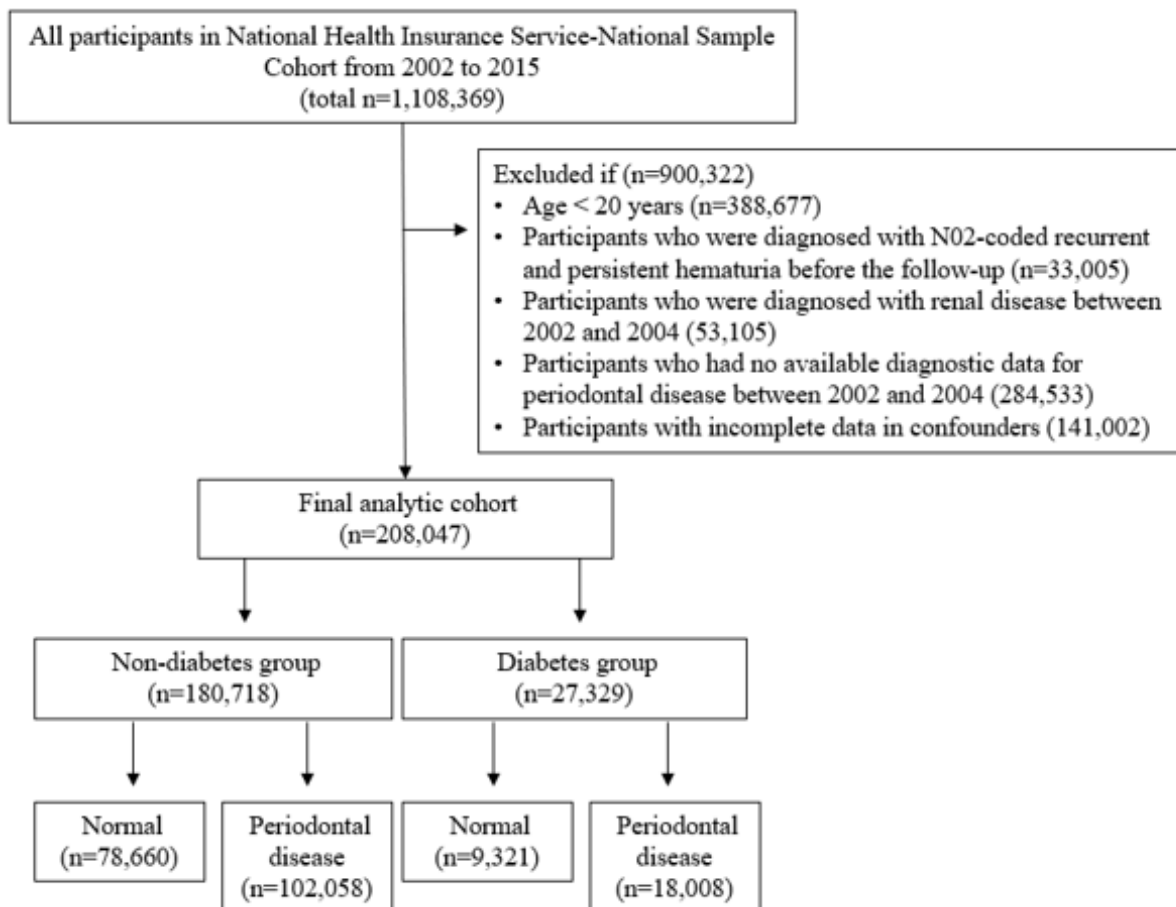 All participants in National Health Insurance Service-National Sample
Cohort from 2002 to 2015
(total n=1,108,369)
Excluded if (n=900,322)
• Age < 20 years (n=388,677)
• Participants who were diagnosed with N02-coded recurrent
and persistent hematuria before the follow-up (n=33,005)
• Participants who were diagnosed with renal disease between
2002 and 2004 (53,105)
• Participants who had no available diagnostic data for
periodontal disease between 2002 and 2004 (284,533)
• Participants with incomplete data in confounders (141,002)
Final analytic cohort
(n=208,047)
Non-diabetes group
(n=180,718)
Diabetes group
(n=27,329)
Normal
(n=78,660)
Periodontal
disease
(n=102,058)
Normal
(n=9,321)
Periodontal
disease
(n=18,008)